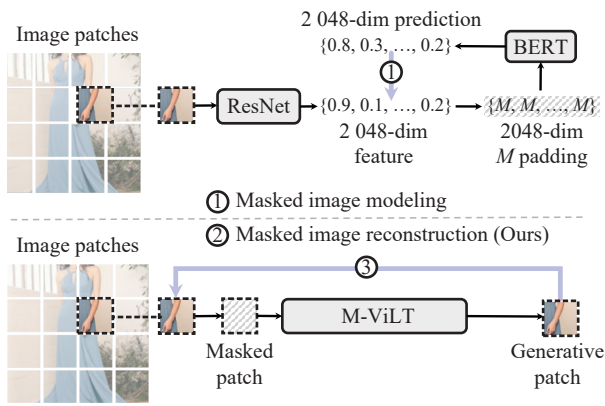 Image patches
2 048-dim prediction
{0.8, 0.3, …, 0.2}
BERT
1
ResNet
{0.9, 0.1, …, 0.2}
{M, M, …, M}
2 048-dim
feature
2048-dim
M padding
1 Masked image modeling
2 Masked image reconstruction (Ours)
Image patches
3
M-ViLT
Masked
patch
Generative
patch